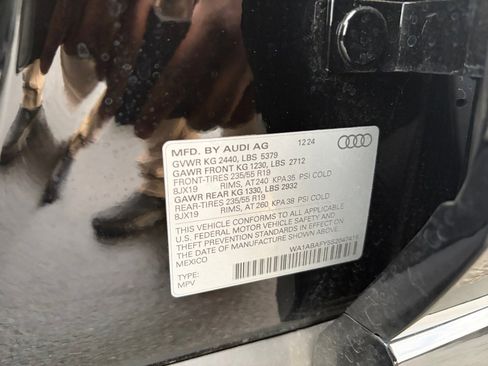 MFD. BY AUDI AG 12 24
GVWR KG 2440, LBS 5379
GAWR FRONT KG 1230, LBS 2712
FRONT-TIRES 235/55 R19
8JX19 RIMS, AT 240 KPA 35 PSI COLD
GAWR REAR KG 1330, LBS 2932
REAR-TIRES 235/55 R19
8JX19 RIMS, AT 260 KPA 38 PSI COLD
THIS VEHICLE CONFORMS TO ALL APPLICABLE
U.S. FEDERAL MOTOR VEHICLE SAFETY AND
THEFT PREVENTION STANDARDS IN EFFECT ON
THE DATE OF MANUFACTURE SHOWN ABOVE.
MEXICO
TYPE:
MPV